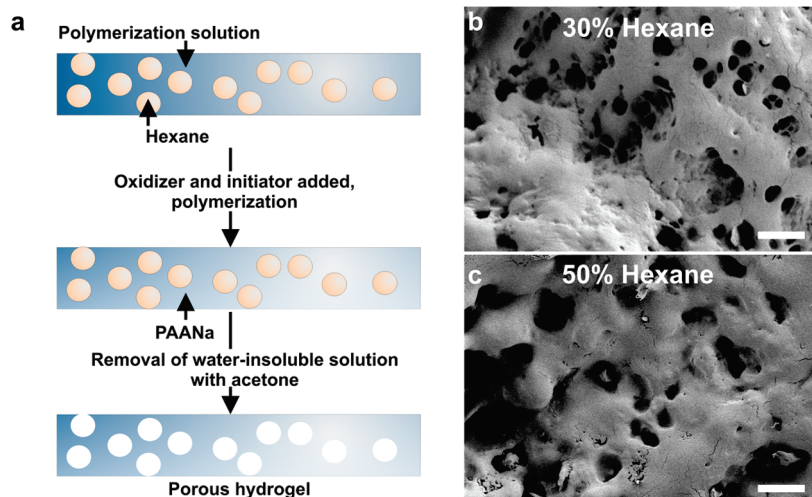 a
Polymerization solution
Hexane
Oxidizer and initiator added,
polymerization
PAANa
Removal of water-insoluble solution
with acetone
Porous hydrogel
b
30% Hexane
c
50% Hexane